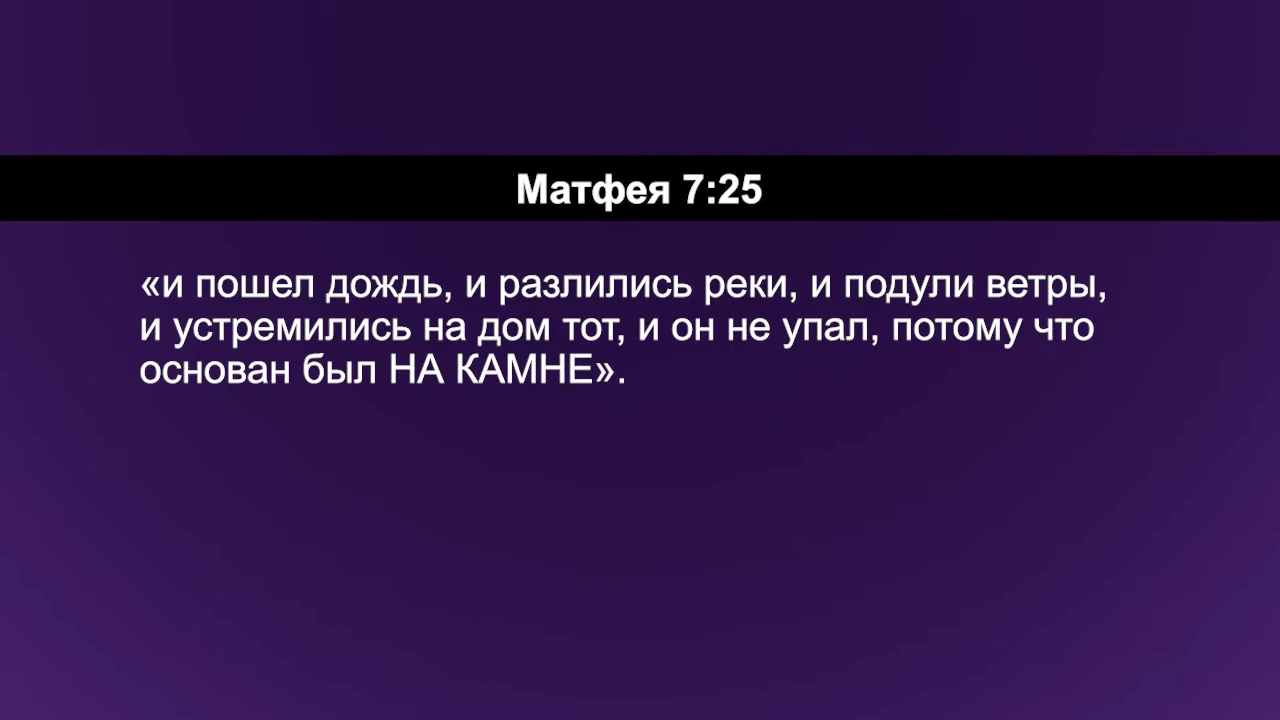 Матфея 7:25
«и пошел дождь, и разлились реки, и подули ветры,
и устремились на дом тот, и он не упал, потому что
основан был НА КАМНЕ».